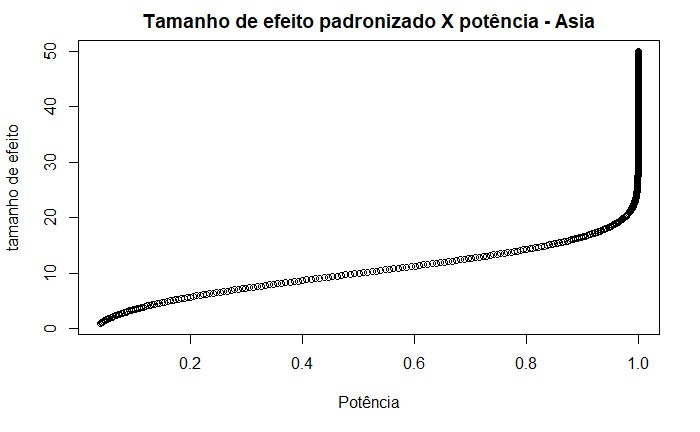 Tamanho de efeito padronizado X potência - Asia
tamanho de efeito
50
40
30
20
10
0
0.2 0.4 0.6 0.8 1.0
Potência